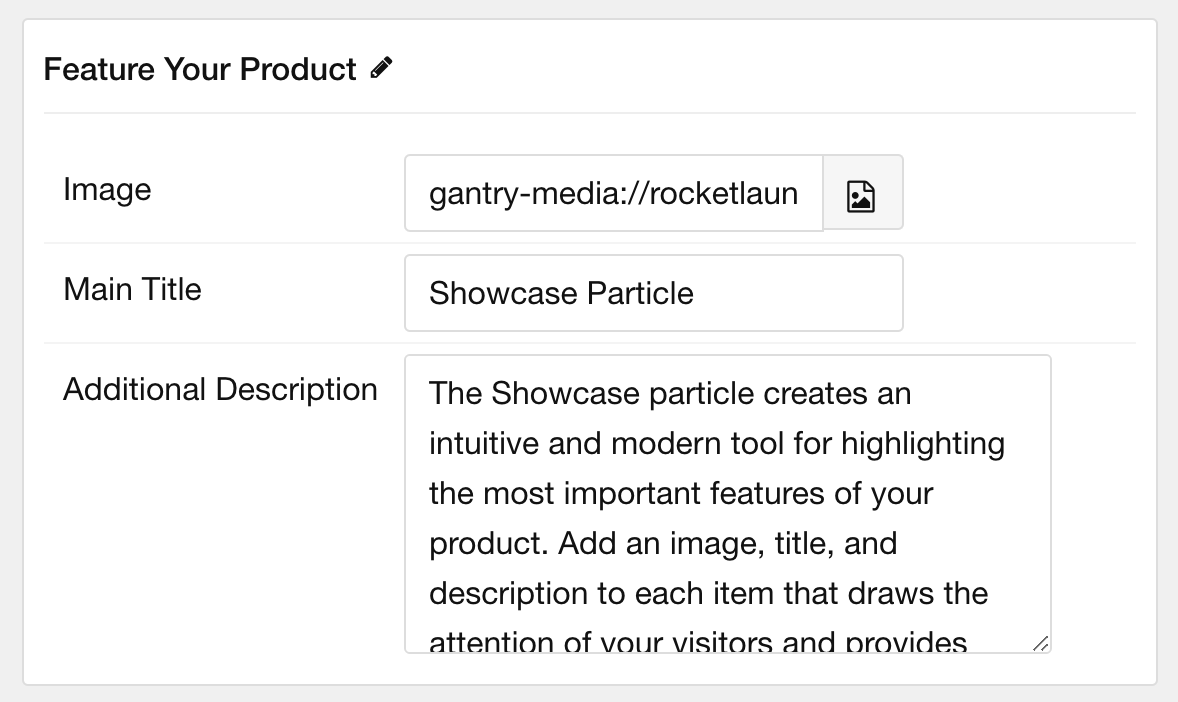 Feature Your Product
Image
gantry-media://rocketlaun
Main Title
Showcase Particle
Additional Description
The Showcase particle creates an
intuitive and modern tool for highlighting
the most important features of your
product. Add an image, title, and
description to each item that draws the
attention of your visitors and provides